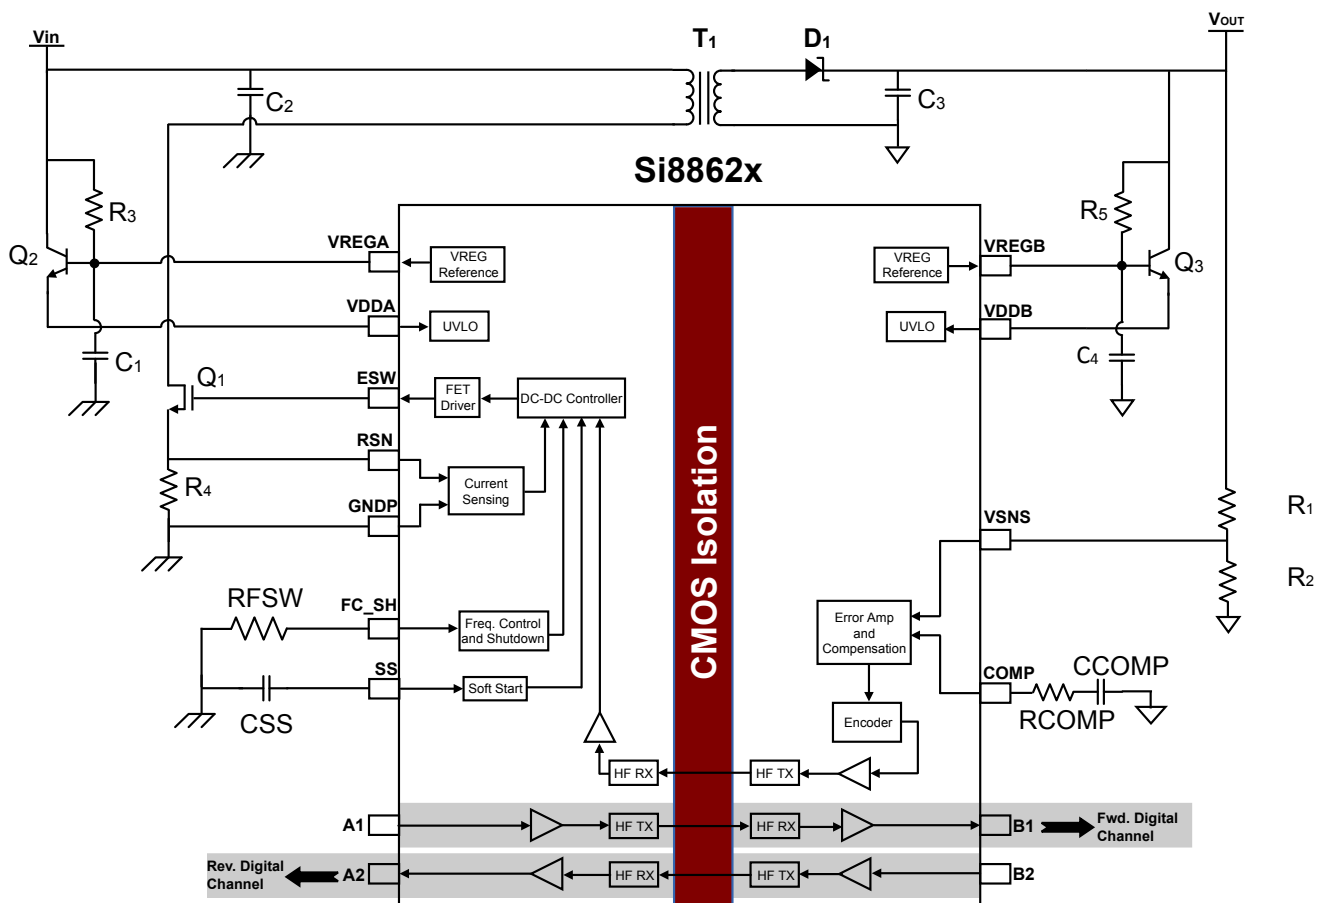 Vin
T1
D1
VOUT
C2
C3
Si8862x
R3
Q2
VREGA
VREG
Reference
VREG
Reference
VREGB
R5
Q3
VDDA
UVLO
UVLO
VDDB
C1
C4
Q1
ESW
FET
Driver
DC-DC Controller
RSN
R4
Current
Sensing
GNDP
CMOS Isolation
VSNS
R1
R2
RFSW
FC_SH
Freq. Control
and Shutdown
Error Amp
and
Compensation
SS
Soft Start
CSS
COMP
CCOMP
RCOMP
Encoder
HF RX
HF TX
A1
HF TX
HF RX
B1
Fwd. Digital
Channel
Rev. Digital
Channel
A2
HF RX
HF TX
B2